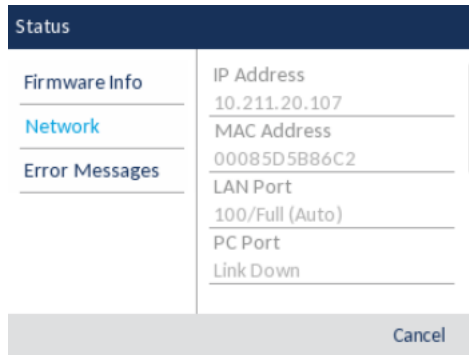 Status
Firmware Info
Network
Error Messages
IP Address
10.211.20.107
MAC Address
00085D5B86C2
LAN Port
100/Full (Auto)
PC Port
Link Down
Cancel